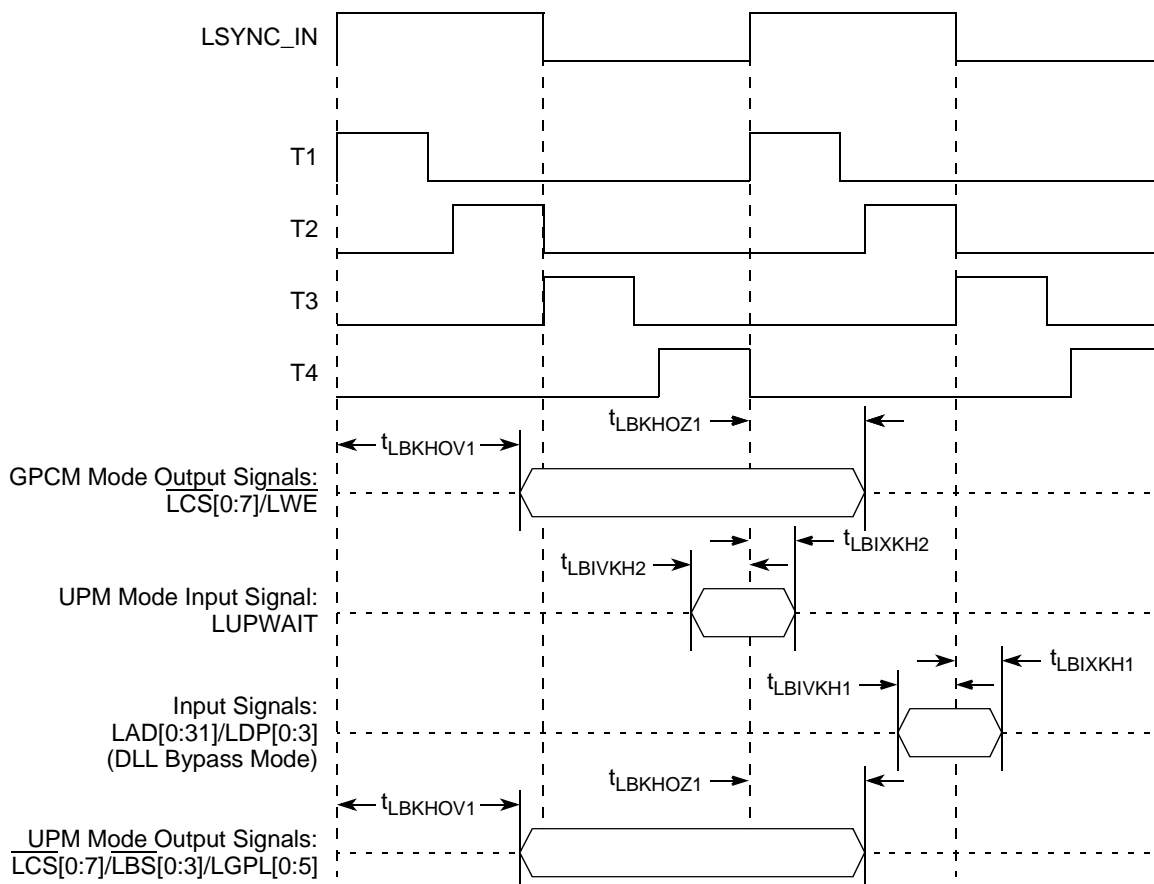 LSYNC_IN
T1
T2
T3
T4
tLBKHOZ1
tLBKHOV1
GPCM Mode Output Signals:
LCS[0:7]/LWE
tLBIXKH2
tLBIVKH2
UPM Mode Input Signal:
LUPWAIT
tLBIXKH1
tLBIVKH1
Input Signals:
LAD[0:31]/LDP[0:3]
(DLL Bypass Mode)
tLBKHOZ1
tLBKHOV1
UPM Mode Output Signals:
LCS[0:7]/LBS[0:3]/LGPL[0:5]